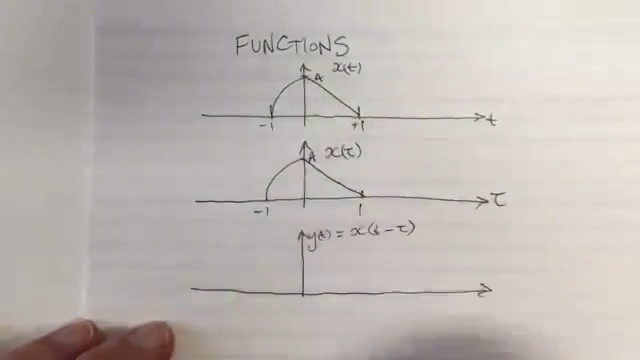 FUNCTIONS
x(t)
A
-1
+1
t
x(τ)
A
-1
1
τ
y(t) = x(t-τ)
t